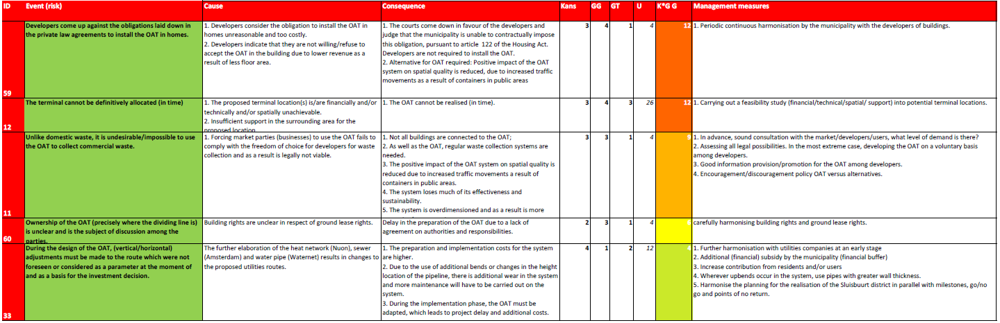 ID Event (risk) Cause Consequence Kans GG GT U K*G G Management measures
59
Developers come up against the obligations laid down in
the private law agreements to install the OAT in homes.
1. Developers consider the obligation to install the OAT in
homes unreasonable and too costly.
2. Developers indicate that they are not willing/refuse to
accept the OAT in the building due to lower revenue as a
result of less floor area.
1. The courts come down in favour of the developers and
judge that the municipality is unable to contractually impose
this obligation, pursuant to article 122 of the Housing Act.
Developers are not required to install the OAT.
2. Alternative for OAT required: Positive impact of the OAT
system on spatial quality is reduced, due to increased traffic
movements as a result of containers in public areas
3 4 1 4 12
1. Periodic continuous harmonisation by the municipality with the developers of buildings.
12
The terminal cannot be definitively allocated (in time)
1. The proposed terminal location(s) is/are financially and/or
technically and/or spatially unachievable.
2. Insufficient support in the surrounding area for the
proposed location
1. The OAT cannot be realised (in time).
3 4 3 26 12
1. Carrying out a feasibility study (financial/technical/spatial/ support) into potential terminal locations.
11
Unlike domestic waste, it is undesirable/impossible to use
the OAT to collect commercial waste.
1. Forcing market parties (businesses) to use the OAT fails to
comply with the freedom of choice for developers for waste
collection and as a result is legally not viable.
1. Not all buildings are connected to the OAT;
2. As well as the OAT, regular waste collection systems are
needed.
3. The positive impact of the OAT system on spatial quality is
reduced due to increased traffic movements a result of
containers in public areas.
4. The system loses much of its effectiveness and
sustainability.
5. The system is overdimensioned and as a result is more
3 3 1 4 9
1. In advance, sound consultation with the market/developers/users, what level of demand is there?
2. Assessing all legal possibilities. In the most extreme case, developing the OAT on a voluntary basis
among developers.
3. Good information provision/promotion for the OAT among developers.
4. Encouragement/discouragement policy OAT versus alternatives.
60
Ownership of the OAT (precisely where the dividing line is)
is unclear and is the subject of discussion among the
parties.
Building rights are unclear in respect of ground lease rights.
Delay in the preparation of the OAT due to a lack of
agreement on authorities and responsibilities.
2 3 1 4 6
carefully harmonising building rights and ground lease rights.
33
During the design of the OAT, (vertical/horizontal)
adjustments must be made to the route which were not
foreseen or considered as a parameter at the moment of
and as a basis for the investment decision.
The further elaboration of the heat network (Nuon), sewer
(Amsterdam) and water pipe (Waternet) results in changes to
the proposed utilities routes.
1. The preparation and implementation costs for the system
are higher.
2. Due to the use of additional bends or changes in the height
location of the pipeline, there is additional wear in the system
and more maintenance will have to be carried out on the
system.
3. During the implementation phase, the OAT must be
adapted, which leads to project delay and additional costs.
4 1 2 12 4
1. Further harmonisation with utilities companies at an early stage
2. Additional (financial) subsidy by the municipality (financial buffer)
3. Increase contribution from residents and/or users
4. Wherever upbends occur in the system, use pipes with greater wall thickness.
5. Harmonise the planning for the realisation of the Sluisbuurt district in parallel with milestones, go/no
go and points of no return.